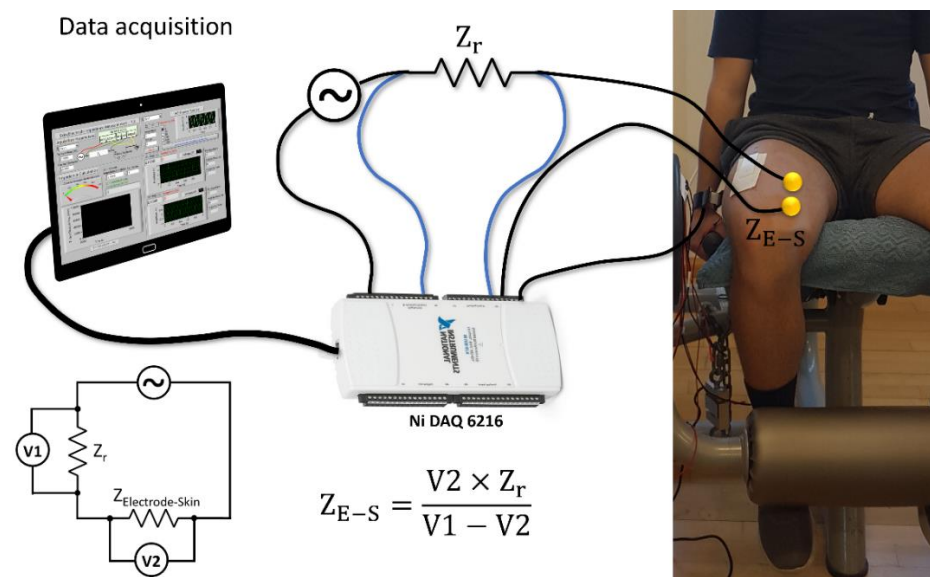 Data acquisition
Zr
ZE−S
NATIONAL
INSTRUMENTS
Ni DAQ 6216
V1
Zr
ZElectrode-Skin
V2
ZE−S = V2 × Zr
V1 − V2